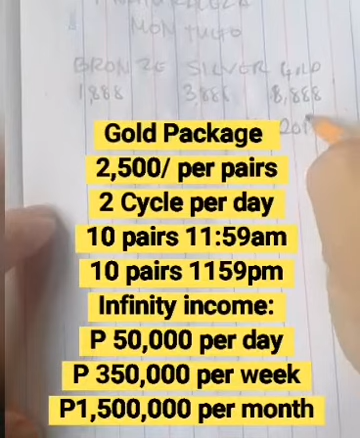 BRONZE SILVER GOLD
1,888 3,888 8,888
Gold Package
2,500/ per pairs
2 Cycle per day
10 pairs 11:59am
10 pairs 1159pm
Infinity income:
P 50,000 per day
P 350,000 per week
P1,500,000 per month